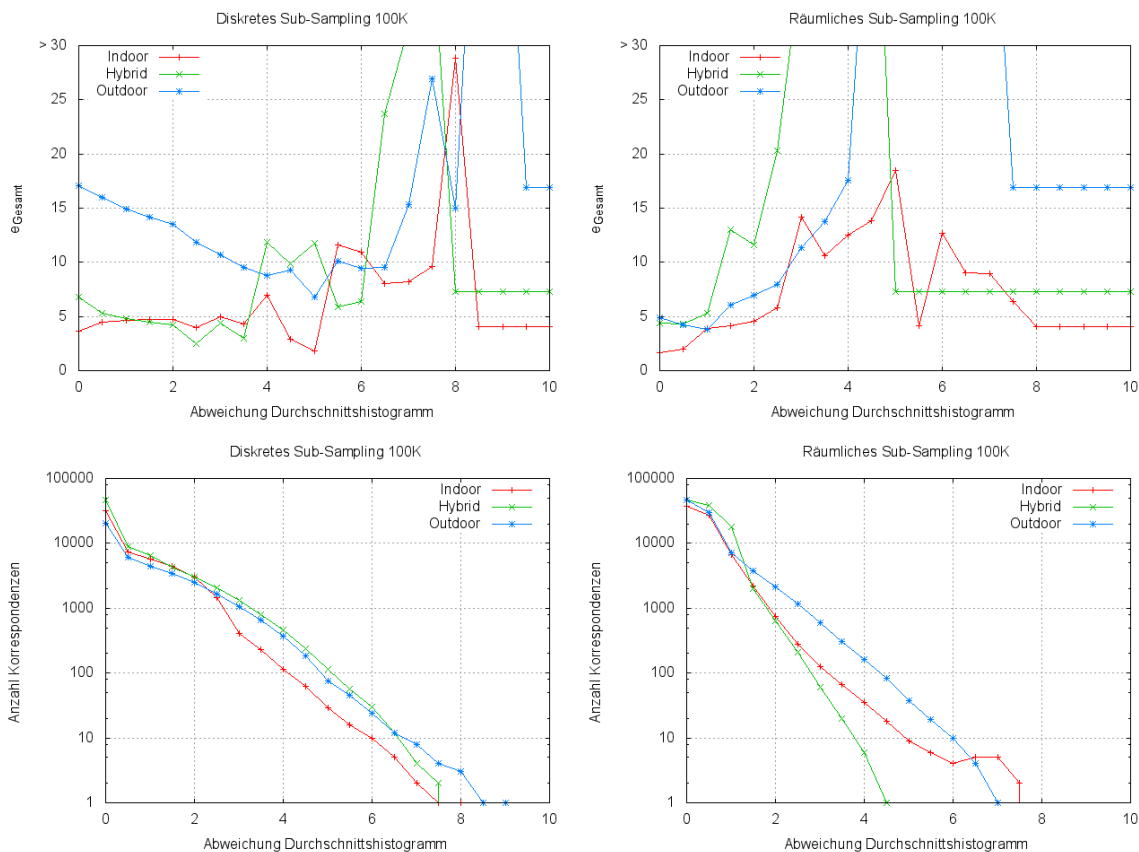 Diskretes Sub-Sampling 100K
> 30
25
20
15
10
5
0
e Gesamt
Indoor
Hybrid
Outdoor
0 2 4 6 8 10
Abweichung Durchschnittshistogramm
Räumliches Sub-Sampling 100K
> 30
25
20
15
10
5
0
e Gesamt
Indoor
Hybrid
Outdoor
0 2 4 6 8 10
Abweichung Durchschnittshistogramm
Diskretes Sub-Sampling 100K
100000
10000
1000
100
10
1
Anzahl Korrespondenzen
Indoor
Hybrid
Outdoor
0 2 4 6 8 10
Abweichung Durchschnittshistogramm
Räumliches Sub-Sampling 100K
100000
10000
1000
100
10
1
Anzahl Korrespondenzen
Indoor
Hybrid
Outdoor
0 2 4 6 8 10
Abweichung Durchschnittshistogramm